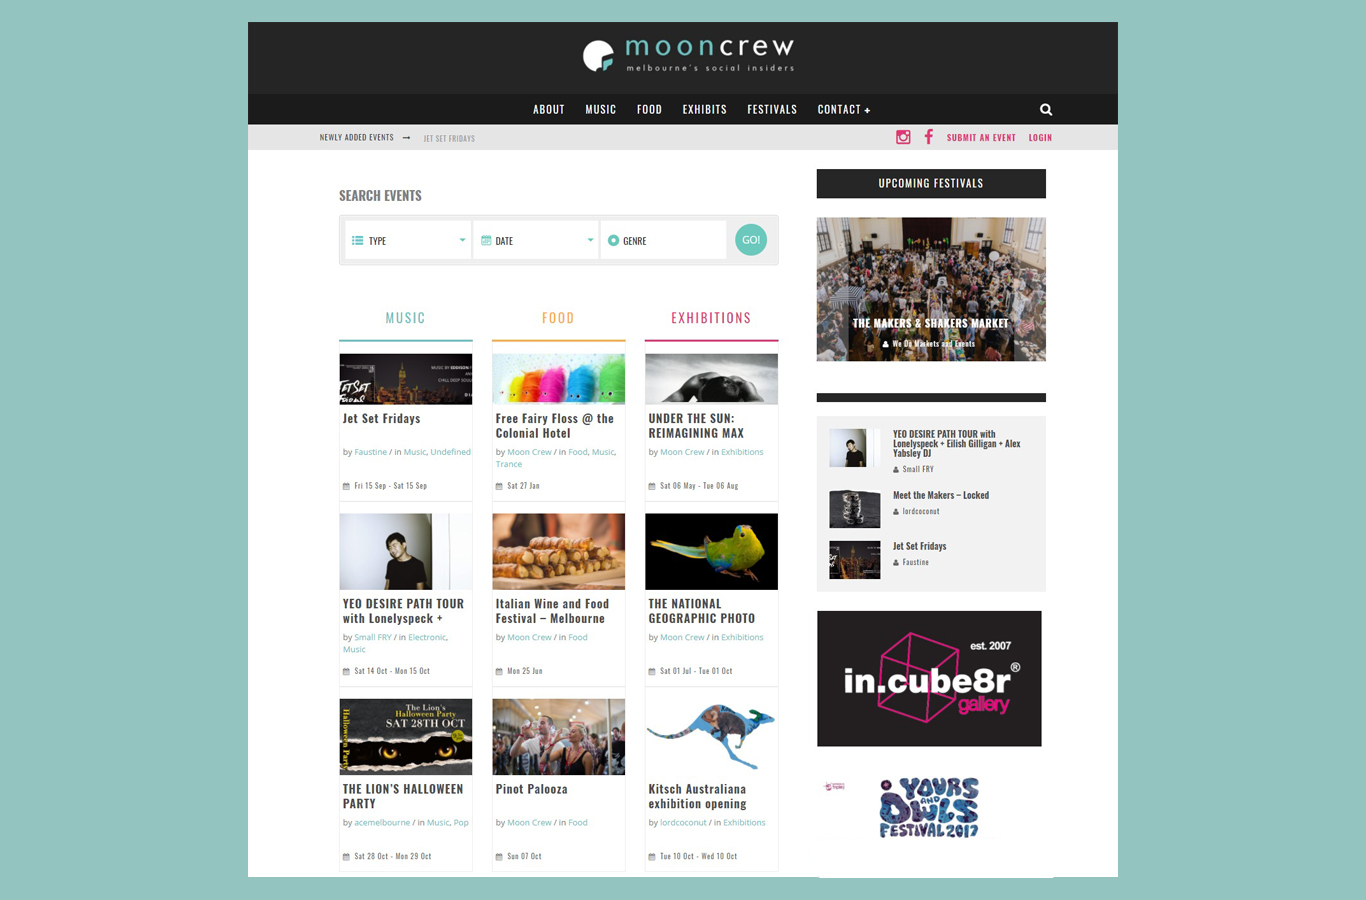 mooncrew
melbourne's social insiders
ABOUT MUSIC FOOD EXHIBITS FESTIVALS CONTACT +
NEWLY ADDED EVENTS → JET SET FRIDAYS SUBMIT AN EVENT LOGIN
SEARCH EVENTS
TYPE DATE GENRE GO!
MUSIC
JETSET
MUSIC BY
CHILL DEEP
Jet Set Fridays
by Faustine / in Music, Undefined
Fri 15 Sep - Sat 15 Sep
YEO DESIRE PATH TOUR
with Lonelyspeck +
by Small FRY / in Electronic,
Music
Sat 14 Oct - Mon 15 Oct
Halloween Party
The Lion's
Halloween Party
SAT 28TH OCT
THE LION'S HALLOWEEN
PARTY
by acemelbourne / in Music, Pop
Sat 28 Oct - Mon 29 Oct
FOOD
Free Fairy Floss @ the
Colonial Hotel
by Moon Crew / in Food, Music,
Trance
Sat 27 Jan
Italian Wine and Food
Festival – Melbourne
by Moon Crew / in Food
Mon 25 Jun
Pinot Palooza
by Moon Crew / in Food
Sun 07 Oct
EXHIBITIONS
UNDER THE SUN:
REIMAGINING MAX
by Moon Crew / in Exhibitions
Sat 06 May - Tue 06 Aug
THE NATIONAL
GEOGRAPHIC PHOTO
by Moon Crew / in Exhibitions
Sat 01 Jul - Tue 01 Oct
Kitsch Australiana
exhibition opening
by lordcoconut / in Exhibitions
Tue 10 Oct - Wed 10 Oct
UPCOMING FESTIVALS
THE MAKERS & SHAKERS MARKET
We Do Markets and Events
YEO DESIRE PATH TOUR with
Lonelyspeck + Eilish Gilligan + Alex
Yabsley DJ
Small FRY
Meet the Makers – Locked
lordcoconut
Jet Set Fridays
Faustine
est. 2007
in.cube8r®
gallery
YOURS
AND
OWLS
FESTIVAL 2017